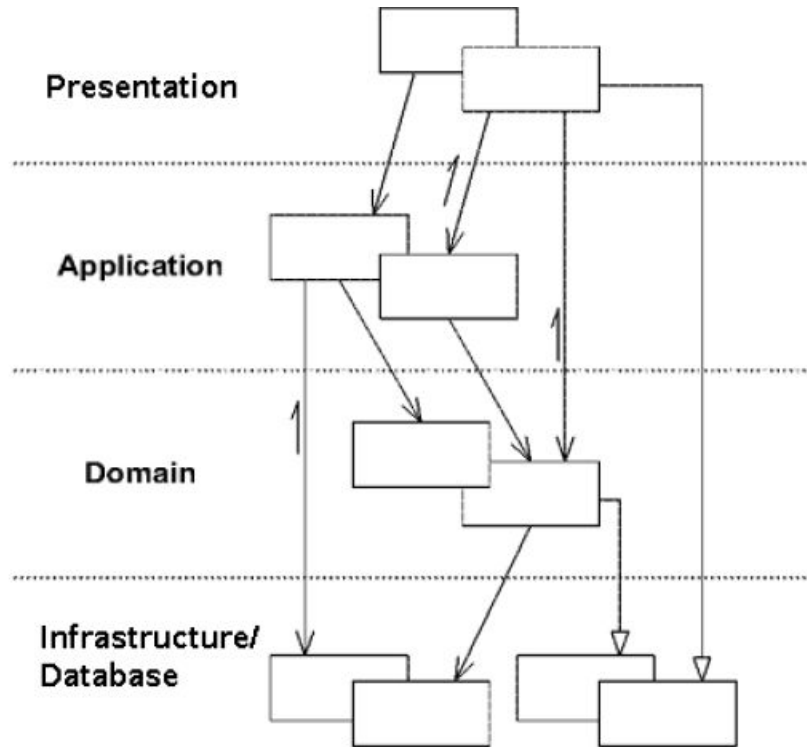 Presentation
Application
Domain
Infrastructure/
Database